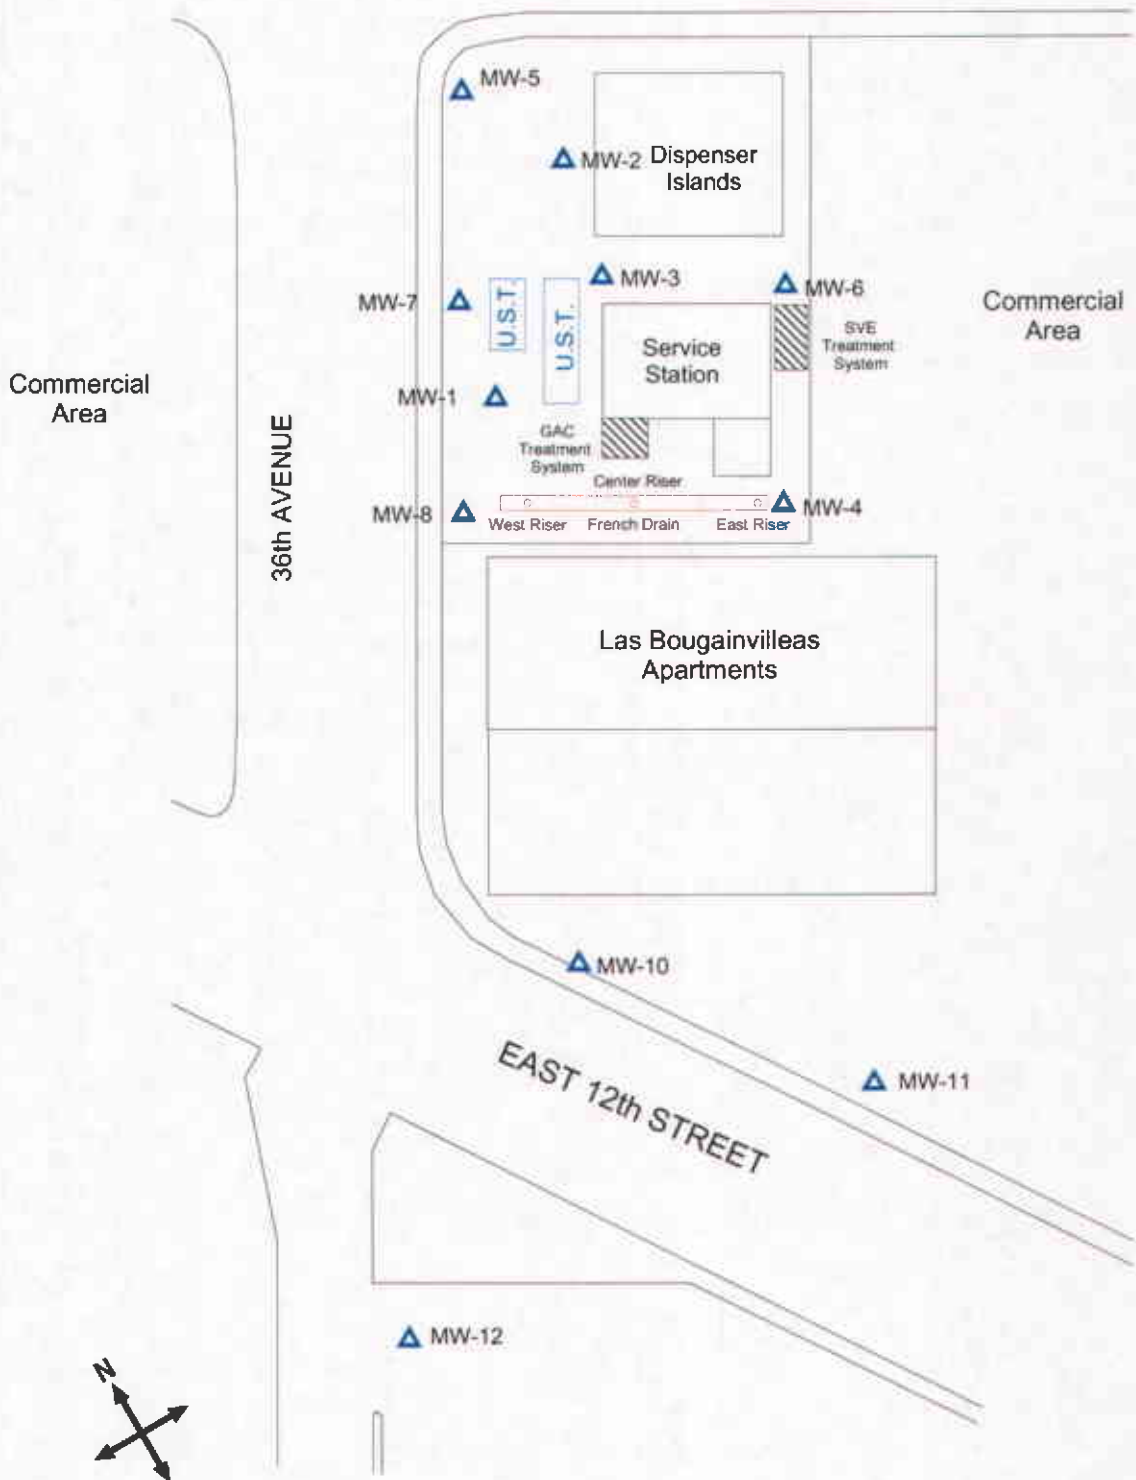 MW-5
MW-2
Dispenser
Islands
MW-3
MW-6
MW-7
U.S.T.
U.S.T.
Commercial
Area
Service
Station
SVE
Treatment
System
Commercial
Area
MW-1
36th AVENUE
GAC
Treatment
System
Center Riser
MW-8
MW-4
West Riser
French Drain
East Riser
Las Bougainvilleas
Apartments
MW-10
EAST 12th STREET
MW-11
MW-12
N